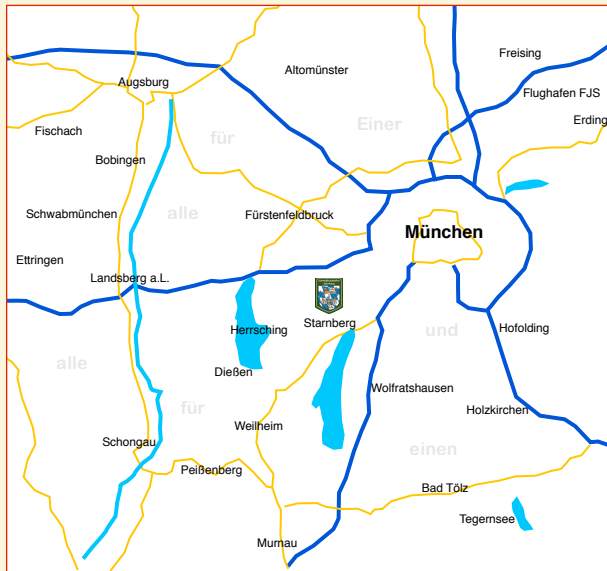 Freising
Altomünster
Augsburg
Flughafen FJS
Erding
Einer
Fischach
für
Bobingen
Schwabmünchen
alle
Fürstenfeldbruck
München
Ettringen
Landsberg a.L.
Herrsching
Starnberg
und
Hofolding
alle
Dießen
Wolfratshausen
für
Holzkirchen
Weilheim
Schongau
einen
Peißenberg
Bad Tölz
Tegernsee
Murnau